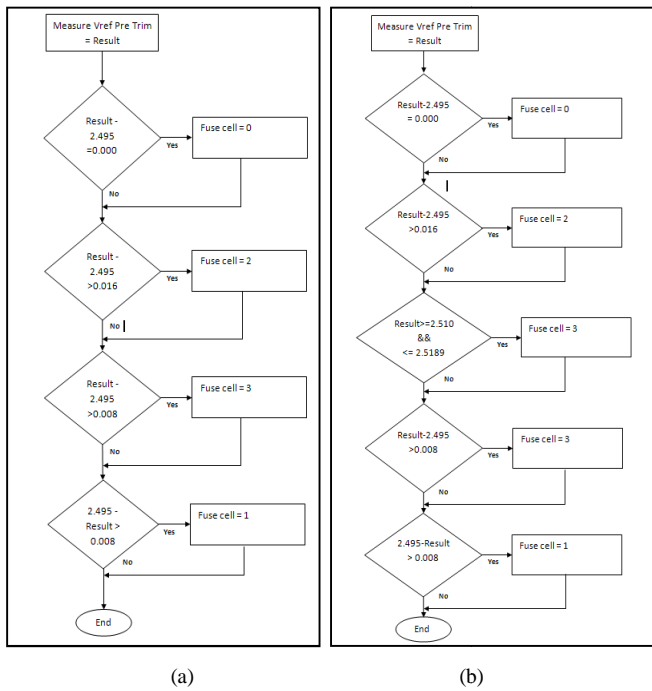 Measure Vref Pre Trim
= Result
Result -
2.495
=0.000
Yes
Fuse cell = 0
No
Result -
2.495
>0.016
Yes
Fuse cell = 2
No
Result -
2.495
>0.008
Yes
Fuse cell = 3
No
2.495 -
Result >
0.008
Yes
Fuse cell = 1
No
End
(a)
Measure Vref Pre Trim
= Result
Result-2.495
= 0.000
Yes
Fuse cell = 0
No
Result-2.495
>0.016
Yes
Fuse cell = 2
No
Result>=2.510
&&
<= 2.5189
Yes
Fuse cell = 3
No
Result-2.495
>0.008
Yes
Fuse cell = 3
No
2.495-Result
> 0.008
Yes
Fuse cell = 1
No
End
(b)